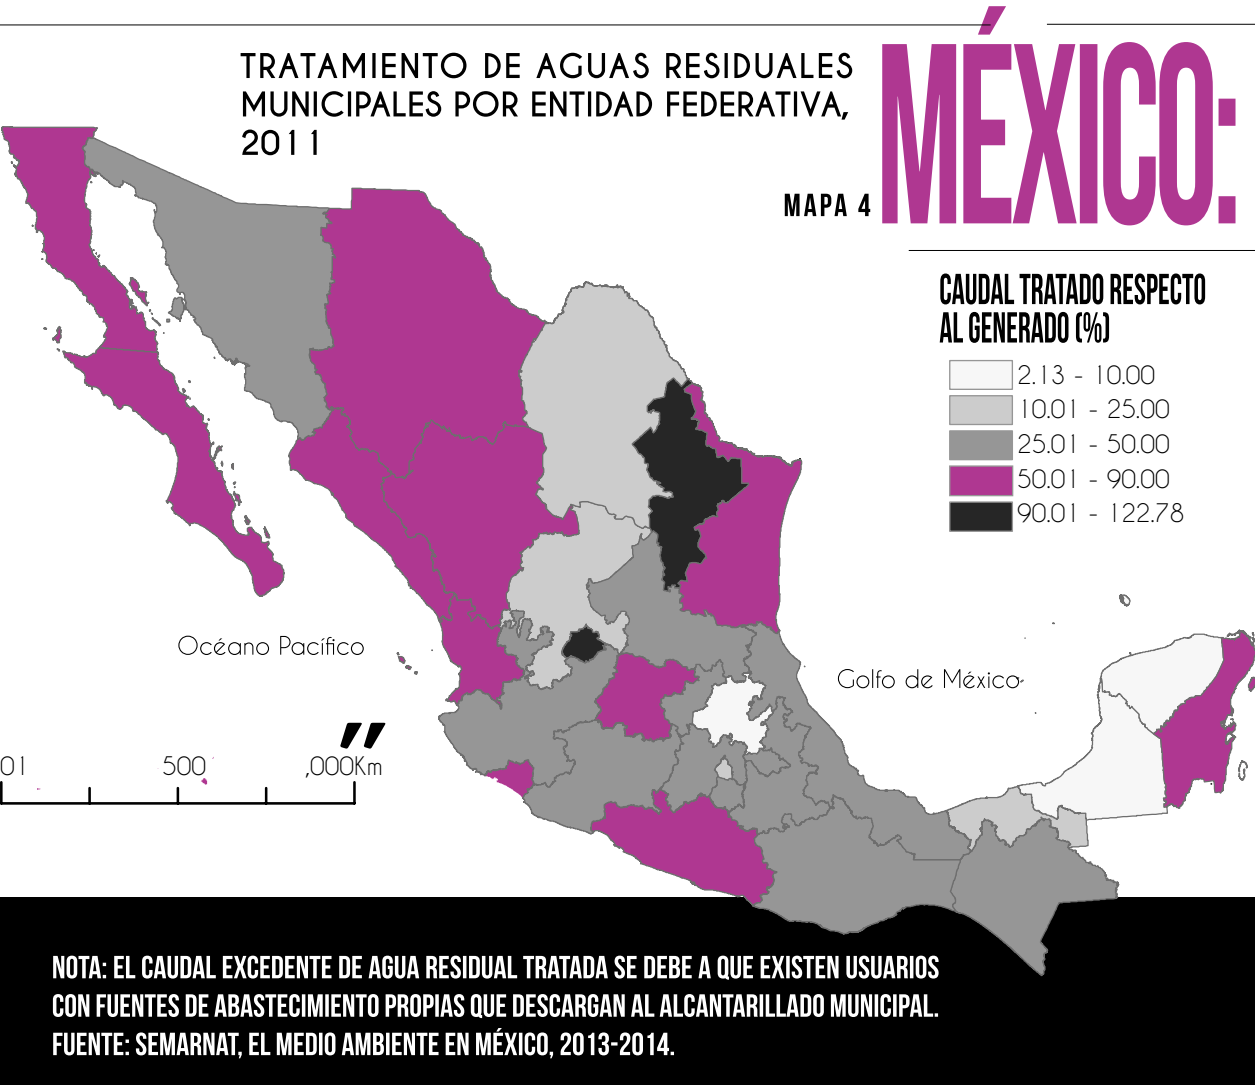 TRATAMIENTO DE AGUAS RESIDUALES
MUNICIPALES POR ENTIDAD FEDERATIVA,
2011
MAPA 4
MÉXICO:
CAUDAL TRATADO RESPECTO
AL GENERADO (%)
2.13 - 10.00
10.01 - 25.00
25.01 - 50.00
50.01 - 90.00
90.01 - 122.78
Océano Pacífico
Golfo de México
01 500 ,000Km
NOTA: EL CAUDAL EXCEDENTE DE AGUA RESIDUAL TRATADA SE DEBE A QUE EXISTEN USUARIOS
CON FUENTES DE ABASTECIMIENTO PROPIAS QUE DESCARGAN AL ALCANTARILLADO MUNICIPAL.
FUENTE: SEMARNAT, EL MEDIO AMBIENTE EN MÉXICO, 2013-2014.